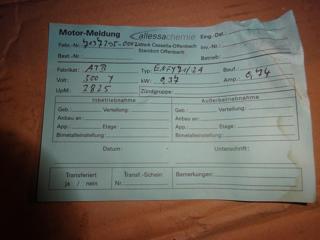 Motor-Meldung allessachemie Eing.-Dat.:
Fabr.-Nr.: Cassella-Offenbach Inv.-Nr.:
Best.-Nr.: Standort Offenbach Betrieb:
Fabrikat: ATB Typ: Bauf.:
Volt: 500 Y kW: 0,37 Amp.: 0,94
UpM: 2825 Zündgruppe:
Inbetriebnahme Außerbetriebnahme
Geb.: Verteilung: Geb.: Verteilung:
Anbau an: Anbau an:
App.: Etage: App.: Etage:
Bimetalleinstellung: Bimetalleinstellung:
Datum: Unterschrift:
Transferiert Transf.-Schein Bemerkungen:
ja / nein Nr.